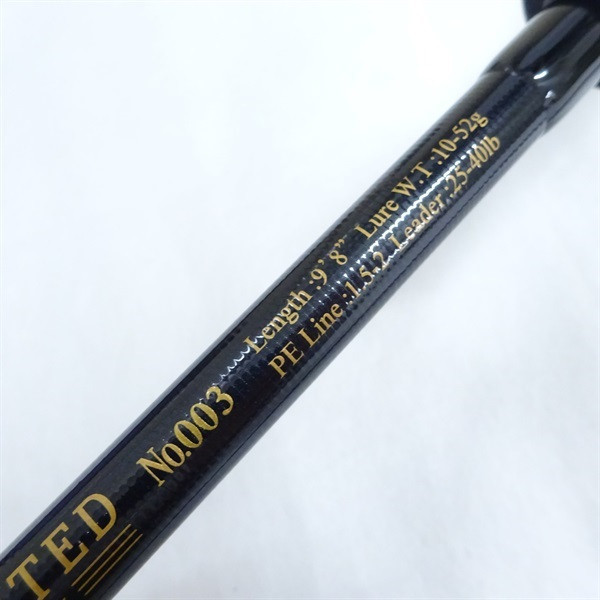 TED No.003
Length :9' 8" Lure W.T :10-52g
PE Line :1.5-2 Leader :25-40lb